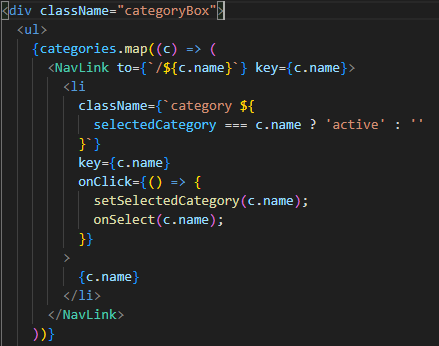 <div className="categoryBox">
<ul>
{categories.map((c) => (
<NavLink to={`/${c.name}`} key={c.name}>
<li
className={`category ${
selectedCategory === c.name ? 'active' : ''
}`}
key={c.name}
onClick={() => {
setSelectedCategory(c.name);
onSelect(c.name);
}}
>
{c.name}
</li>
</NavLink>
))}